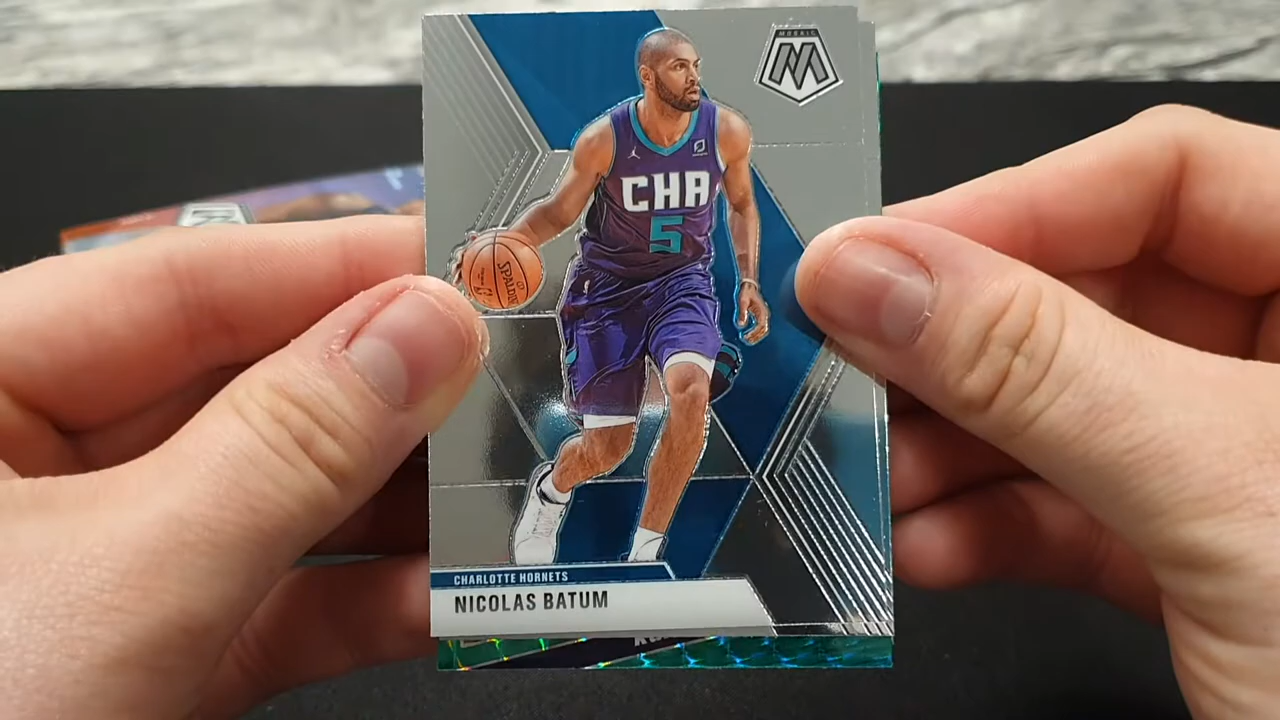 MOSAIC
CHA
5
SPALDING
CHARLOTTE HORNETS
NICOLAS BATUM